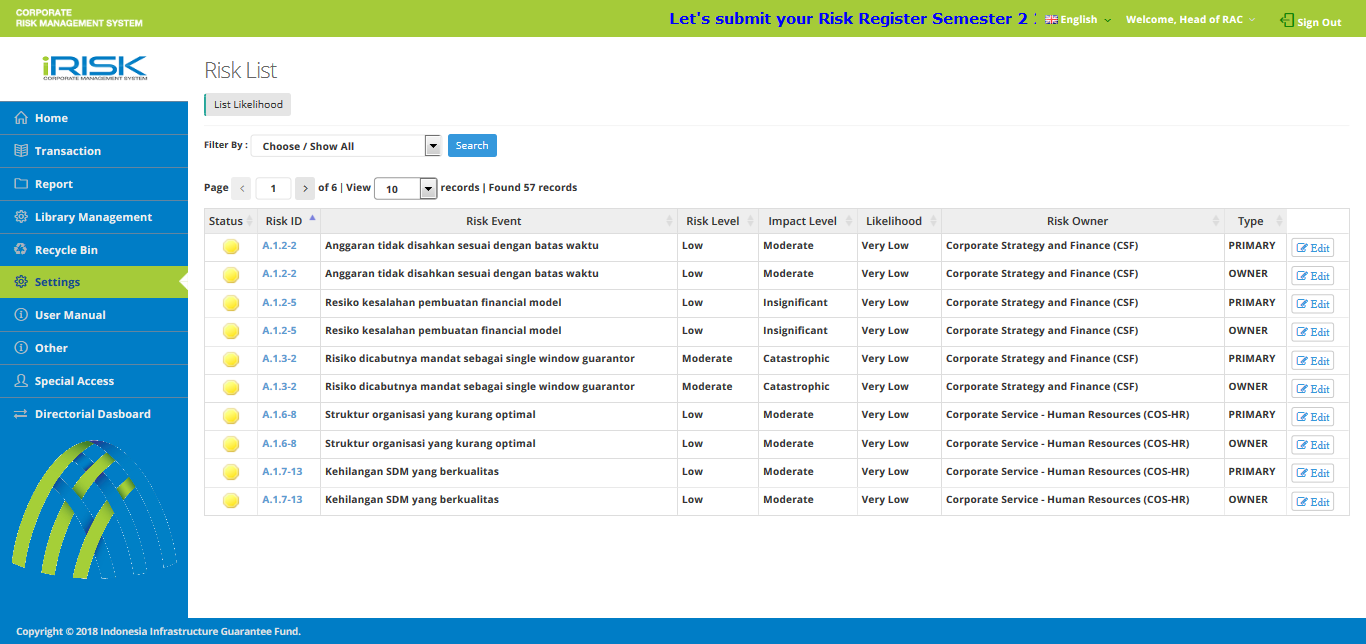 CORPORATE
RISK MANAGEMENT SYSTEM
Let's submit your Risk Register Semester 2
English
Welcome, Head of RAC
Sign Out
iRISK
CORPORATE MANAGEMENT SYSTEM
Home
Transaction
Report
Library Management
Recycle Bin
Settings
User Manual
Other
Special Access
Directorial Dasboard
Risk List
List Likelihood
Filter By : Choose / Show All Search
Page < 1 > of 6 | View 10 records | Found 57 records
Status Risk ID Risk Event Risk Level Impact Level Likelihood Risk Owner Type
A.1.2-2 Anggaran tidak disahkan sesuai dengan batas waktu Low Moderate Very Low Corporate Strategy and Finance (CSF) PRIMARY Edit
A.1.2-2 Anggaran tidak disahkan sesuai dengan batas waktu Low Moderate Very Low Corporate Strategy and Finance (CSF) OWNER Edit
A.1.2-5 Resiko kesalahan pembuatan financial model Low Insignificant Very Low Corporate Strategy and Finance (CSF) PRIMARY Edit
A.1.2-5 Resiko kesalahan pembuatan financial model Low Insignificant Very Low Corporate Strategy and Finance (CSF) OWNER Edit
A.1.3-2 Risiko dicabutnya mandat sebagai single window guarantor Moderate Catastrophic Very Low Corporate Strategy and Finance (CSF) PRIMARY Edit
A.1.3-2 Risiko dicabutnya mandat sebagai single window guarantor Moderate Catastrophic Very Low Corporate Strategy and Finance (CSF) OWNER Edit
A.1.6-8 Struktur organisasi yang kurang optimal Low Moderate Very Low Corporate Service - Human Resources (COS-HR) PRIMARY Edit
A.1.6-8 Struktur organisasi yang kurang optimal Low Moderate Very Low Corporate Service - Human Resources (COS-HR) OWNER Edit
A.1.7-13 Kehilangan SDM yang berkualitas Low Moderate Very Low Corporate Service - Human Resources (COS-HR) PRIMARY Edit
A.1.7-13 Kehilangan SDM yang berkualitas Low Moderate Very Low Corporate Service - Human Resources (COS-HR) OWNER Edit
Copyright © 2018 Indonesia Infrastructure Guarantee Fund.